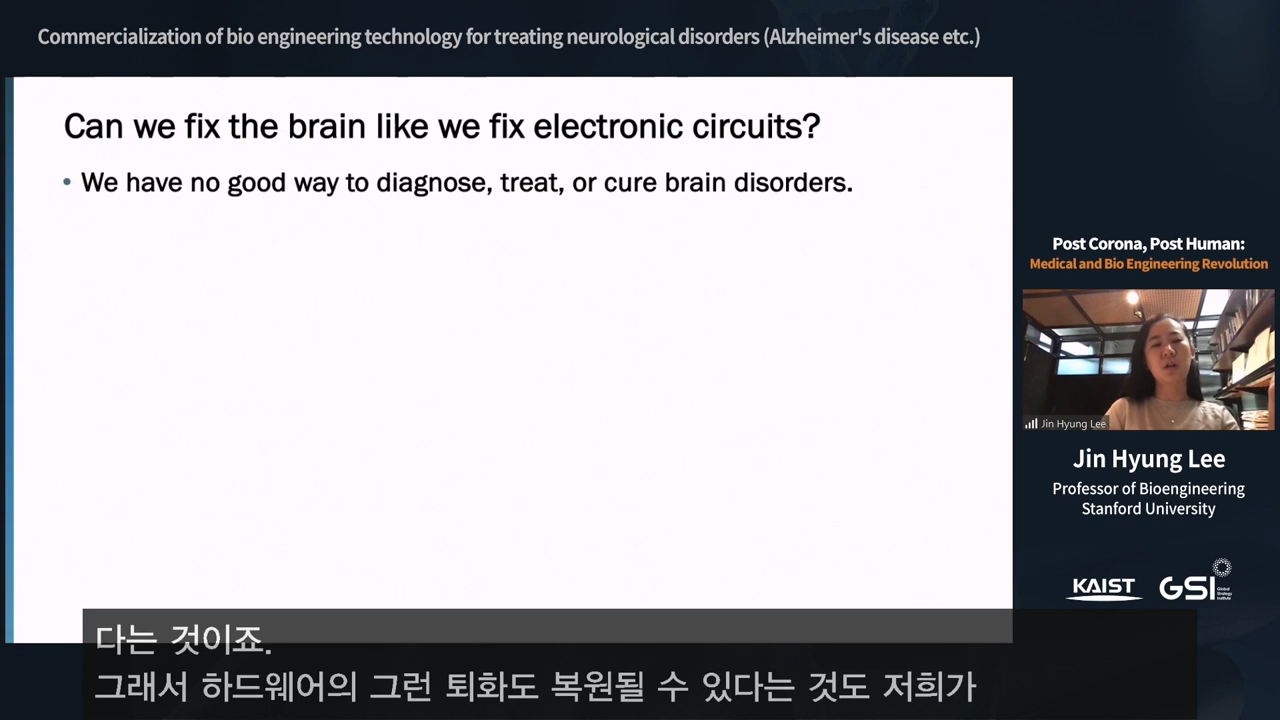 Commercialization of bio engineering technology for treating neurological disorders (Alzheimer's disease etc.)
Can we fix the brain like we fix electronic circuits?
• We have no good way to diagnose, treat, or cure brain disorders.
Post Corona, Post Human:
Medical and Bio Engineering Revolution
Jin Hyung Lee
Jin Hyung Lee
Professor of Bioengineering
Stanford University
KAIST GSI Global Strategy Institute
다는 것이죠.
그래서 하드웨어의 그런 퇴화도 복원될 수 있다는 것도 저희가